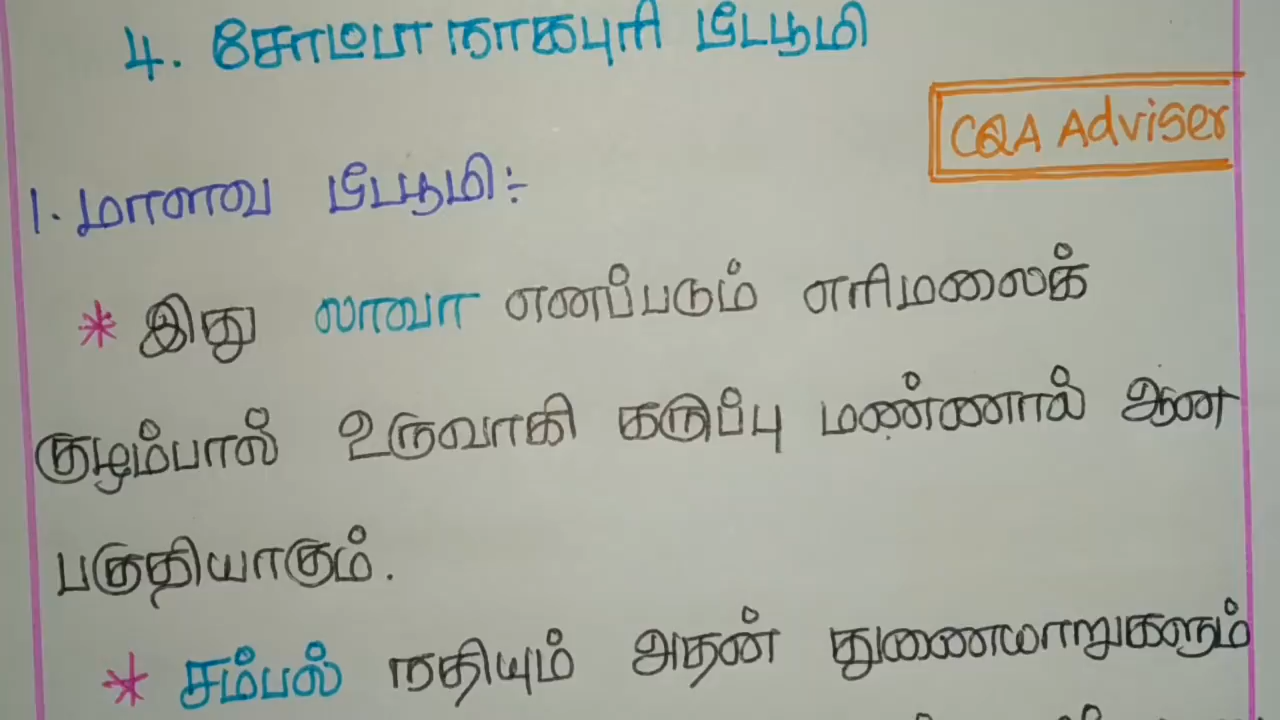 4. சோம்பா நாகபுரி பீடபூமி
CQA Adviser
1. மாளவ பீடபூமி:-
* இது லாவா எனப்படும் எரிமலைக்
குழம்பால் உருவாகி கருப்பு மண்ணால் ஆன
பகுதியாகும்.
* சம்பல் நதியும் அதன் துணையாறுகளும்